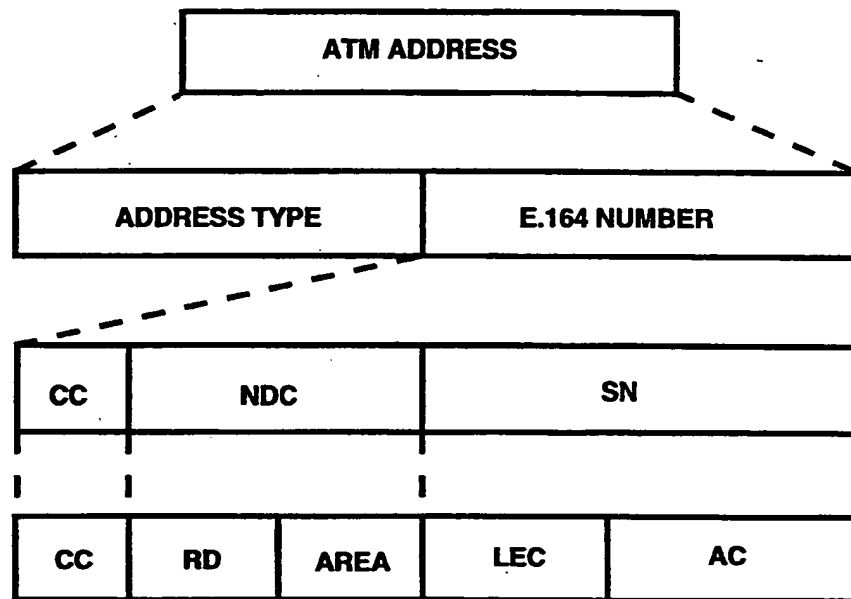 ATM ADDRESS
ADDRESS TYPE E.164 NUMBER
CC NDC SN
CC RD AREA LEC AC